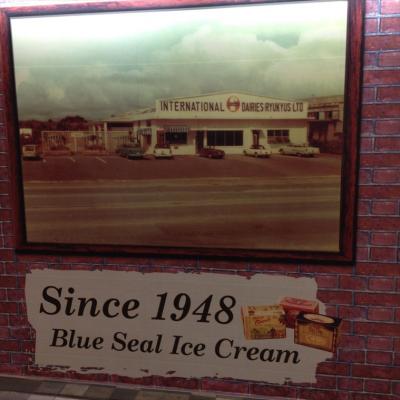 INTERNATIONAL DAIRIES RYUKYUS LTD
Since 1948
Blue Seal Ice Cream